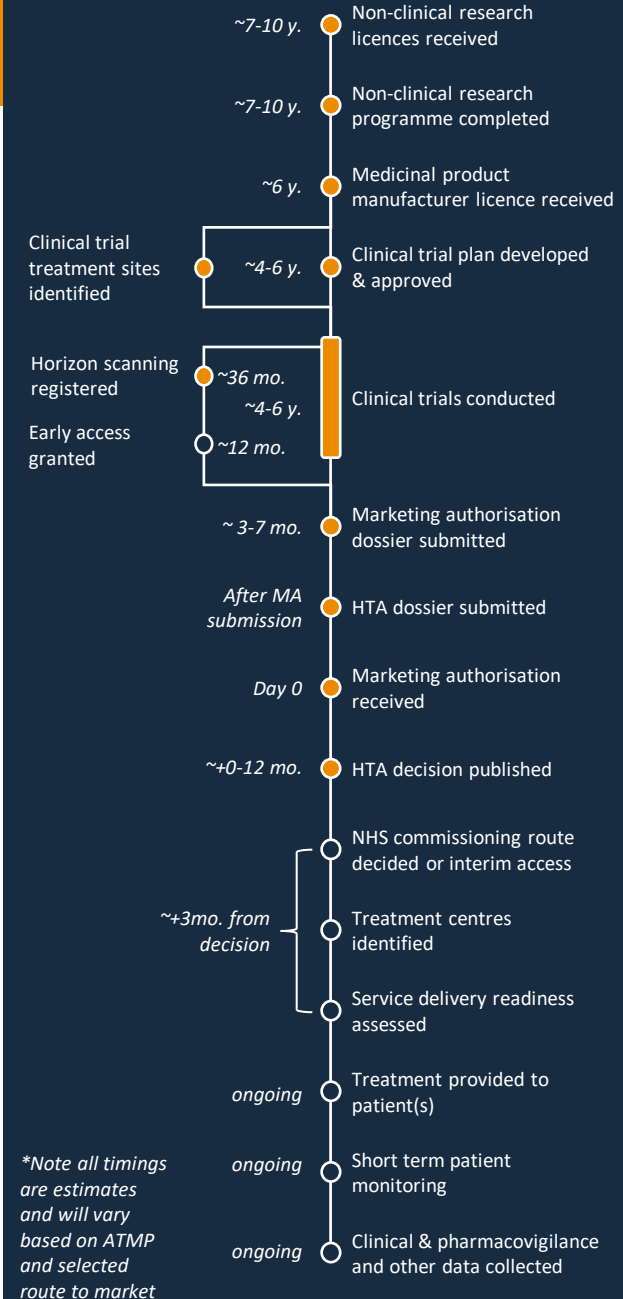 ~7-10 y.
Non-clinical research
licences received
~7-10 y.
Non-clinical research
programme completed
~6 y.
Medicinal product
manufacturer licence received
Clinical trial
treatment sites
identified
~4-6 y.
Clinical trial plan developed
& approved
Horizon scanning
registered
~36 mo.
~4-6 y.
Clinical trials conducted
Early access
granted
~12 mo.
~ 3-7 mo.
Marketing authorisation
dossier submitted
After MA
submission
HTA dossier submitted
Day 0
Marketing authorisation
received
~+0-12 mo.
HTA decision published
NHS commissioning route
decided or interim access
~+3mo. from
decision
Treatment centres
identified
Service delivery readiness
assessed
ongoing
Treatment provided to
patient(s)
ongoing
Short term patient
monitoring
ongoing
Clinical & pharmacovigilance
and other data collected
*Note all timings
are estimates
and will vary
based on ATMP
and selected
route to market